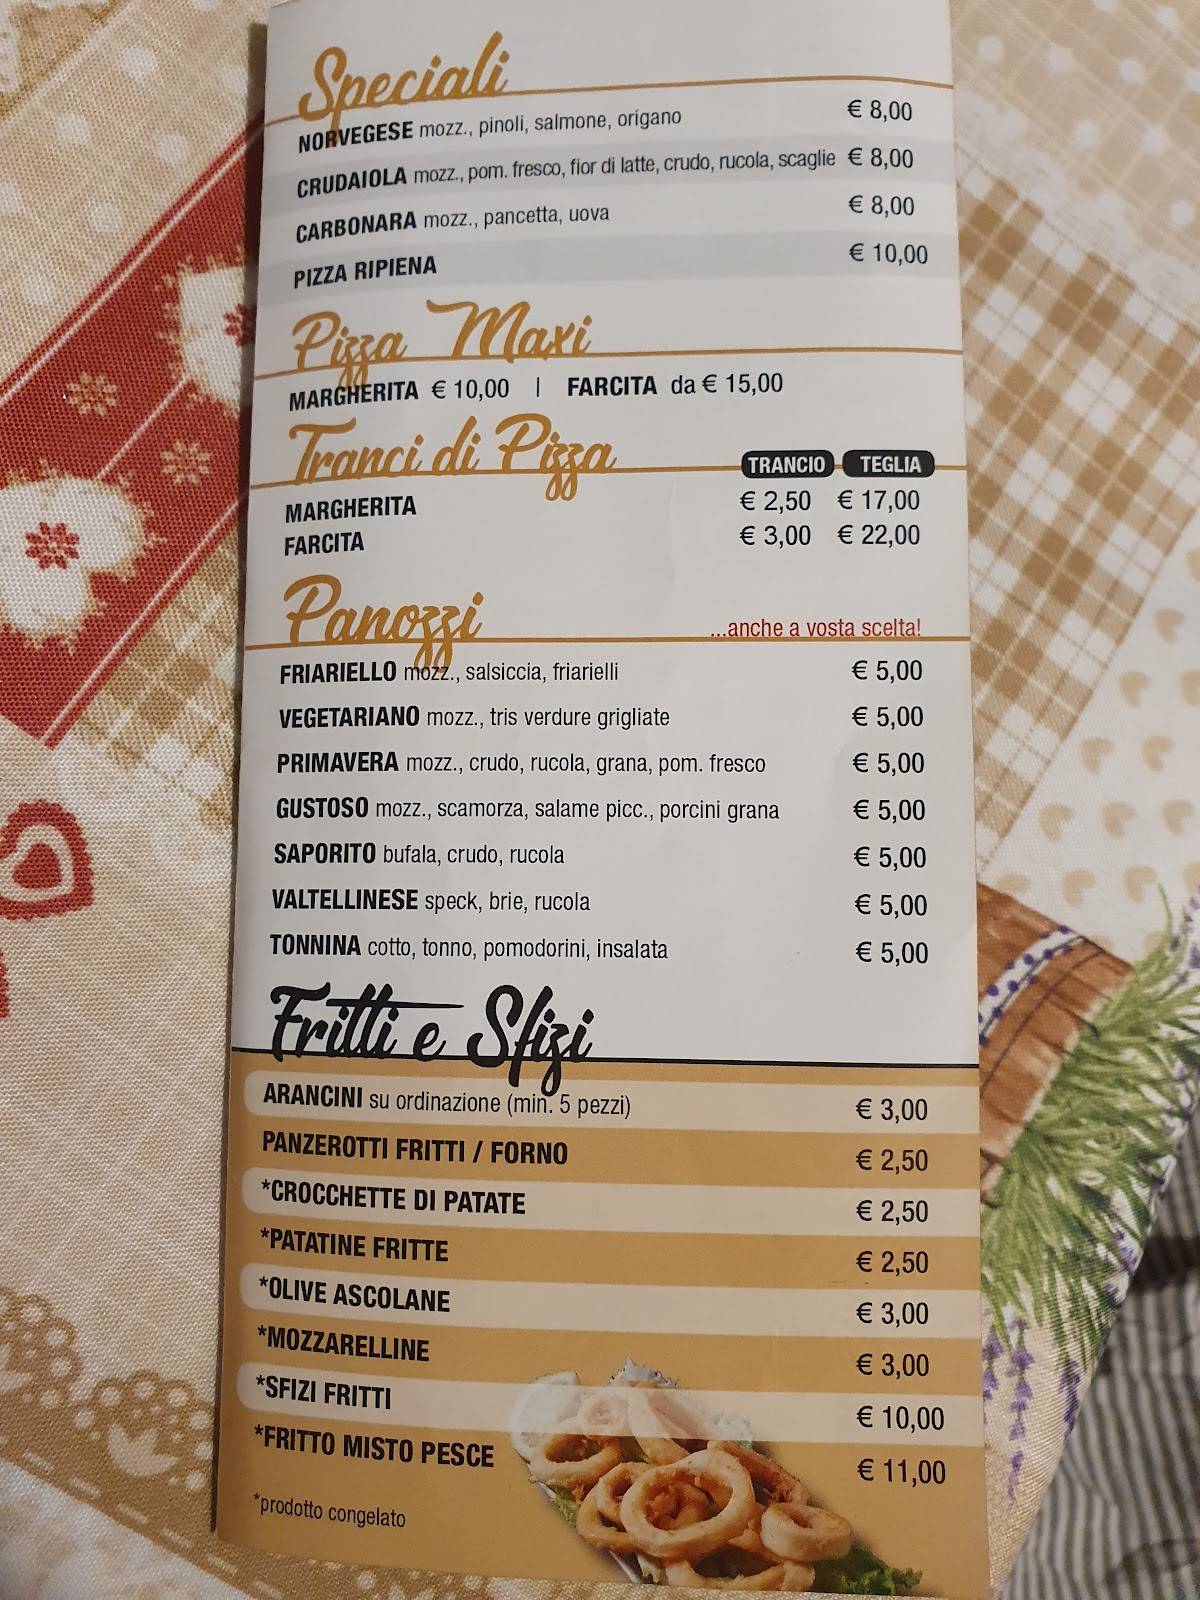 Speciali
NORVEGESE mozz., pinoli, salmone, origano € 8,00
CRUDAIOLA mozz., pom. fresco, fior di latte, crudo, rucola, scaglie € 8,00
CARBONARA mozz., pancetta, uova € 8,00
PIZZA RIPIENA € 10,00
Pizza Maxi
MARGHERITA € 10,00 | FARCITA da € 15,00
Tranci di Pizza TRANCIO TEGLIA
MARGHERITA € 2,50 € 17,00
FARCITA € 3,00 € 22,00
Panozzi ...anche a vosta scelta!
FRIARIELLO mozz., salsiccia, friarielli € 5,00
VEGETARIANO mozz., tris verdure grigliate € 5,00
PRIMAVERA mozz., crudo, rucola, grana, pom. fresco € 5,00
GUSTOSO mozz., scamorza, salame picc., porcini grana € 5,00
SAPORITO bufala, crudo, rucola € 5,00
VALTELLINESE speck, brie, rucola € 5,00
TONNINA cotto, tonno, pomodorini, insalata € 5,00
Fritti e Sfizi
ARANCINI su ordinazione (min. 5 pezzi) € 3,00
PANZEROTTI FRITTI / FORNO € 2,50
*CROCCHETTE DI PATATE € 2,50
*PATATINE FRITTE € 2,50
*OLIVE ASCOLANE € 3,00
*MOZZARELLINE € 3,00
*SFIZI FRITTI € 10,00
*FRITTO MISTO PESCE € 11,00
*prodotto congelato